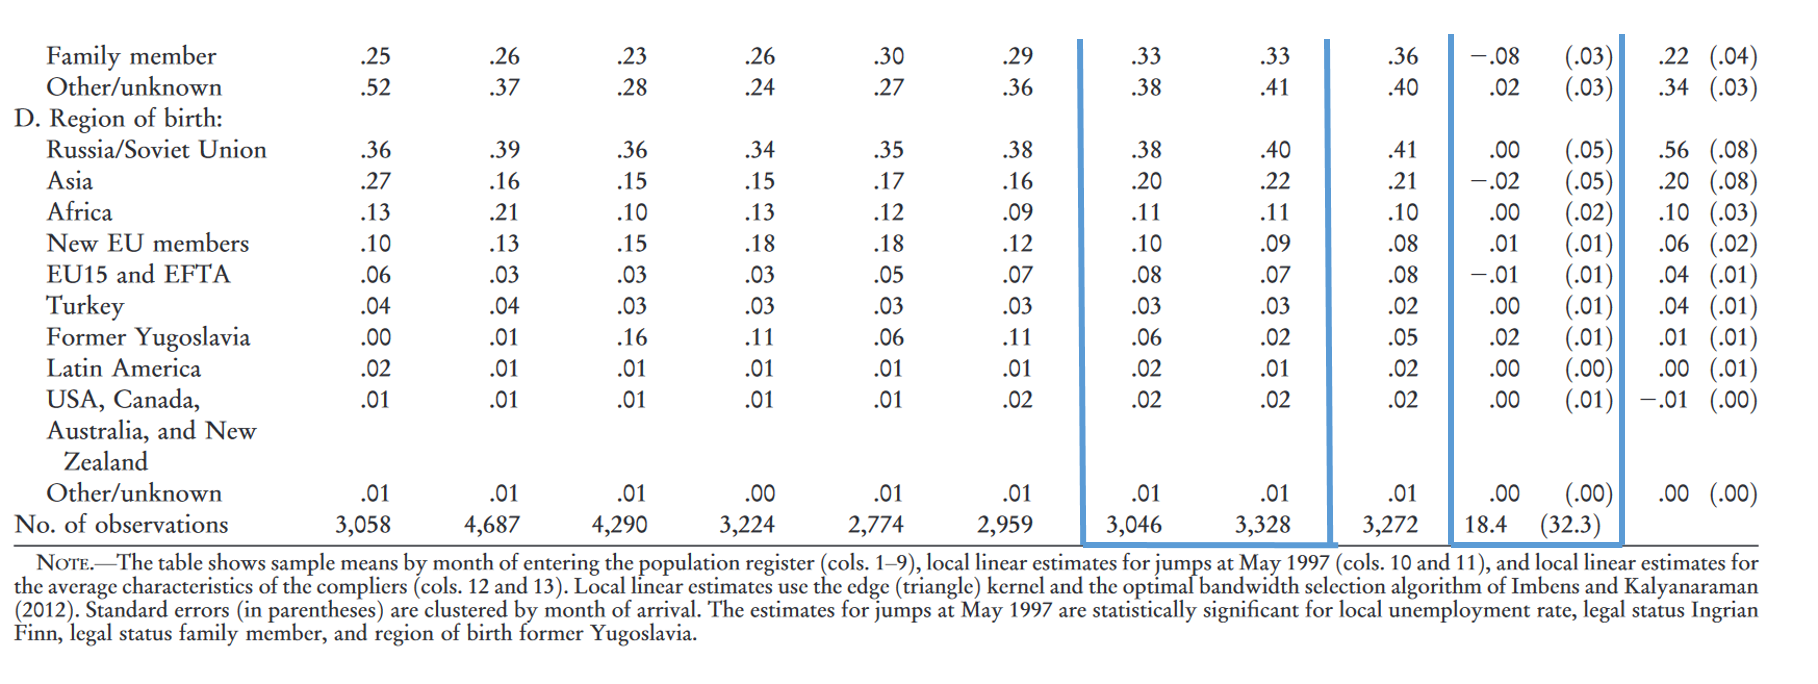 Family member .25 .26 .23 .26 .30 .29 .33 .33 .36 −.08 (.03) .22 (.04)
Other/unknown .52 .37 .28 .24 .27 .36 .38 .41 .40 .02 (.03) .34 (.03)
D. Region of birth:
Russia/Soviet Union .36 .39 .36 .34 .35 .38 .38 .40 .41 .00 (.05) .56 (.08)
Asia .27 .16 .15 .15 .17 .16 .20 .22 .21 −.02 (.05) .20 (.08)
Africa .13 .21 .10 .13 .12 .09 .11 .11 .10 .00 (.02) .10 (.03)
New EU members .10 .13 .15 .18 .18 .12 .10 .09 .08 .01 (.01) .06 (.02)
EU15 and EFTA .06 .03 .03 .03 .05 .07 .08 .07 .08 −.01 (.01) .04 (.01)
Turkey .04 .04 .03 .03 .03 .03 .03 .03 .02 .00 (.01) .04 (.01)
Former Yugoslavia .00 .01 .16 .11 .06 .11 .06 .02 .05 .02 (.01) .01 (.01)
Latin America .02 .01 .01 .01 .01 .01 .02 .01 .02 .00 (.00) .00 (.01)
USA, Canada, .01 .01 .01 .01 .01 .02 .02 .02 .02 .00 (.01) −.01 (.00)
Australia, and New
Zealand
Other/unknown .01 .01 .01 .00 .01 .01 .01 .01 .01 .00 (.00) .00 (.00)
No. of observations 3,058 4,687 4,290 3,224 2,774 2,959 3,046 3,328 3,272 18.4 (32.3)
NOTE.—The table shows sample means by month of entering the population register (cols. 1–9), local linear estimates for jumps at May 1997 (cols. 10 and 11), and local linear estimates for
the average characteristics of the compliers (cols. 12 and 13). Local linear estimates use the edge (triangle) kernel and the optimal bandwidth selection algorithm of Imbens and Kalyanaraman
(2012). Standard errors (in parentheses) are clustered by month of arrival. The estimates for jumps at May 1997 are statistically significant for local unemployment rate, legal status Ingrian
Finn, legal status family member, and region of birth former Yugoslavia.